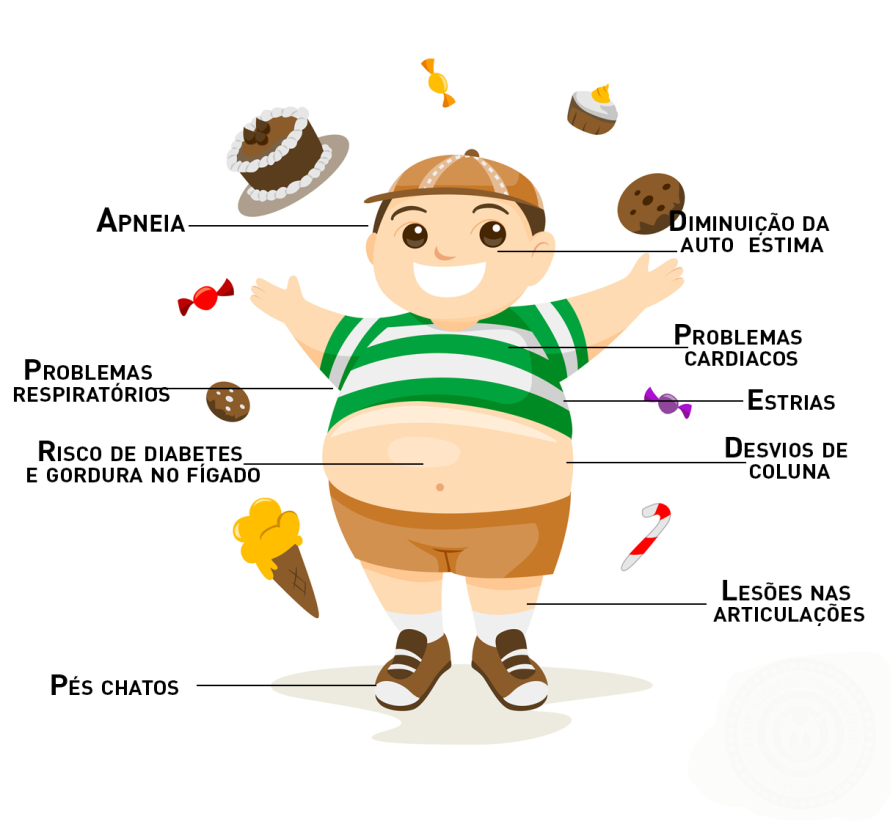 Apneia
Diminuição da
auto estima
Problemas
cardiacos
Problemas
respiratórios
Estrias
Risco de diabetes
e gordura no fígado
Desvios de
coluna
Lesões nas
articulações
Pés chatos